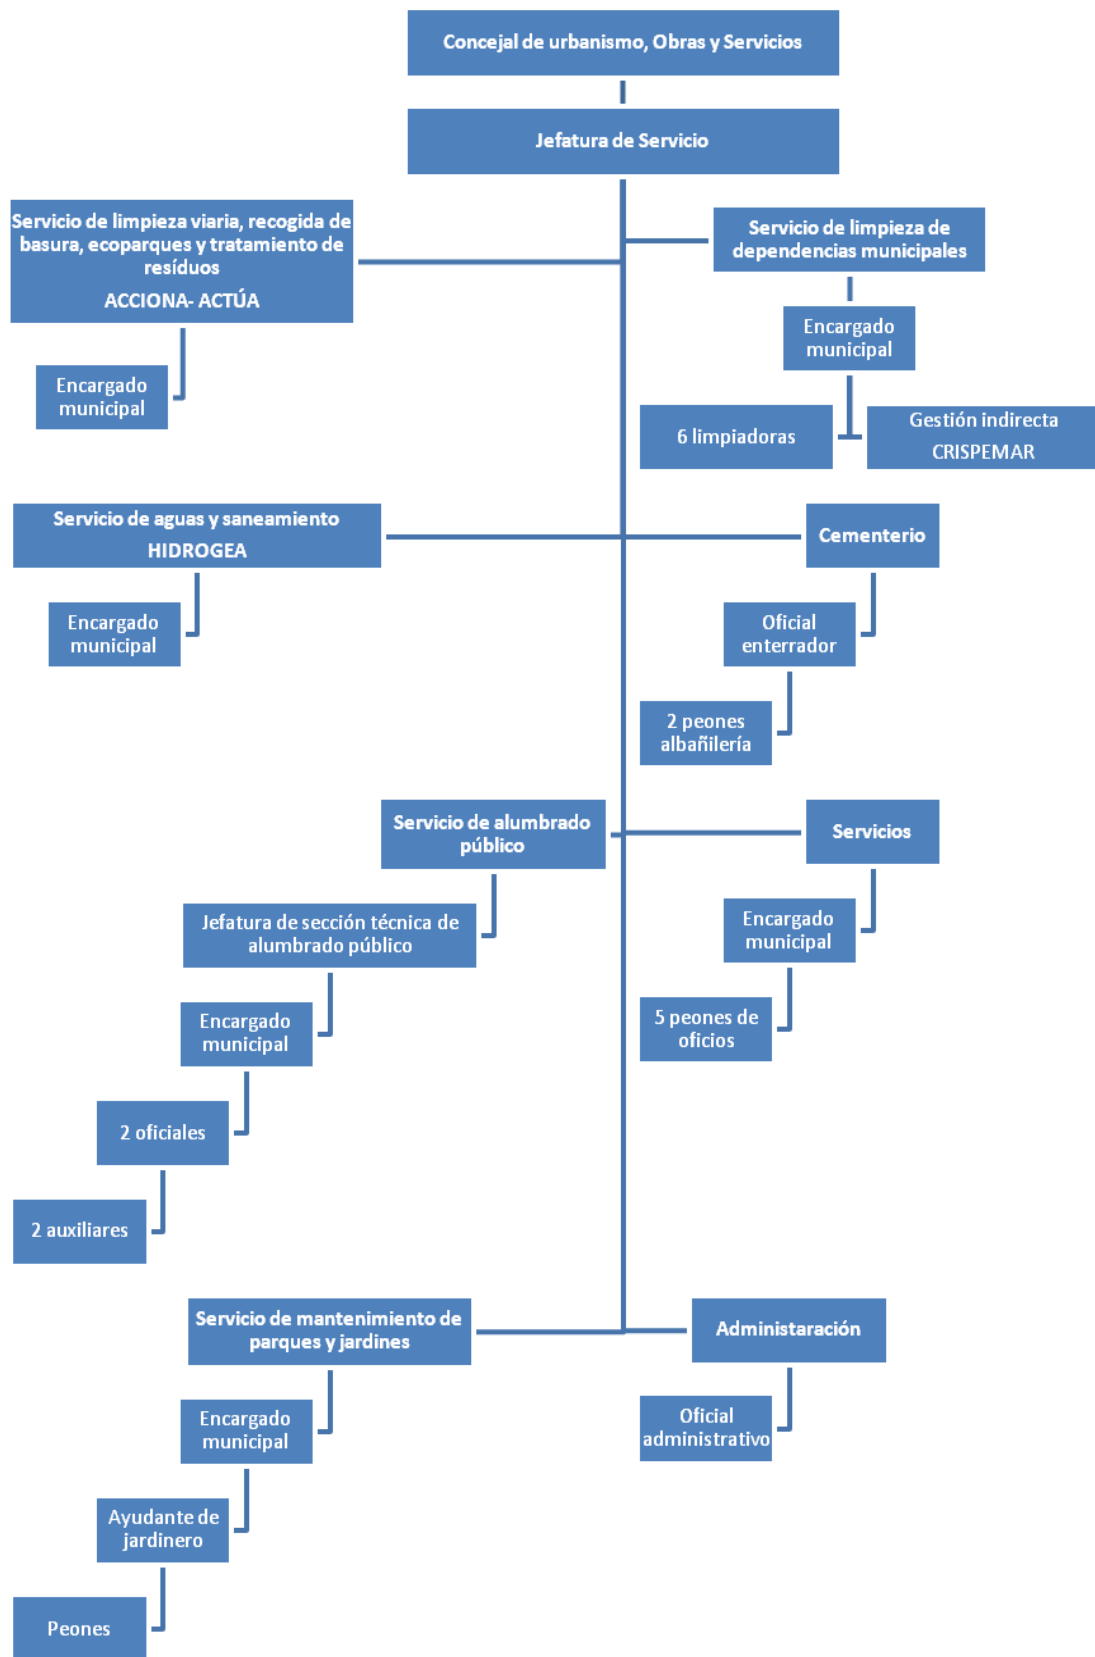 Concejal de urbanismo, Obras y Servicios
Jefatura de Servicio
Servicio de limpieza viaria, recogida de
basura, ecoparques y tratamiento de
resíduos
ACCIONA- ACTÚA
Encargado
municipal
Servicio de limpieza de
dependencias municipales
Encargado
municipal
6 limpiadoras
Gestión indirecta
CRISPEMAR
Servicio de aguas y saneamiento
HIDROGEA
Encargado
municipal
Cementerio
Oficial
enterrador
2 peones
albañilería
Servicio de alumbrado
público
Jefatura de sección técnica de
alumbrado público
Encargado
municipal
2 oficiales
2 auxiliares
Servicios
Encargado
municipal
5 peones de
oficios
Servicio de mantenimiento de
parques y jardines
Encargado
municipal
Ayudante de
jardinero
Peones
Administaración
Oficial
administrativo